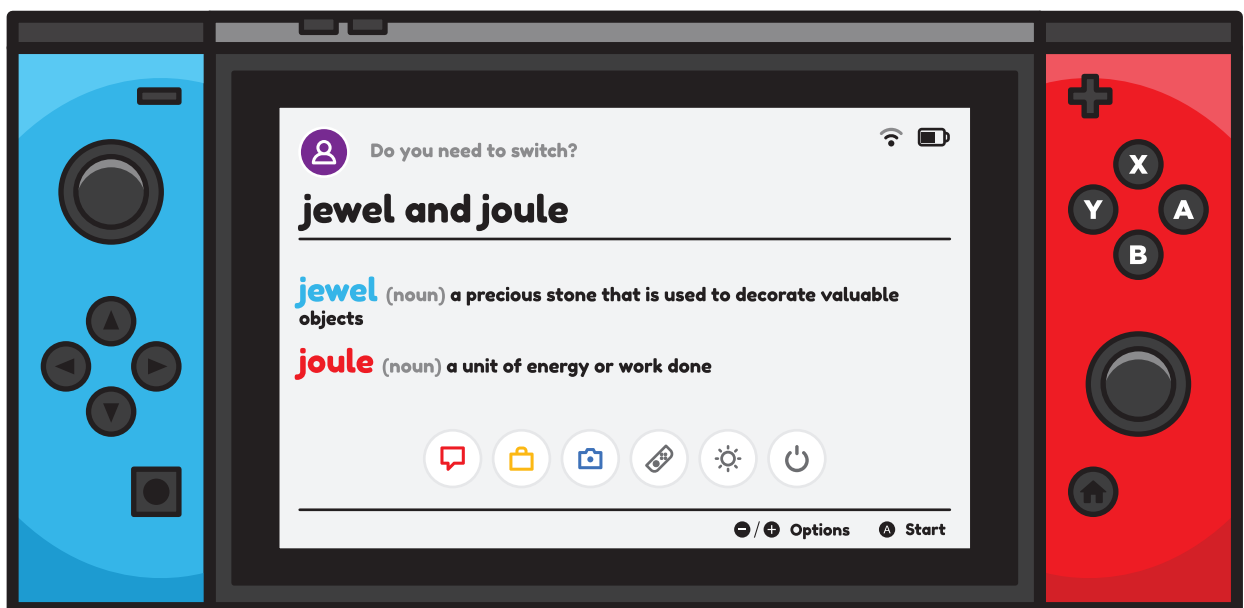 Do you need to switch?
jewel and joule
jewel (noun) a precious stone that is used to decorate valuable
objects
joule (noun) a unit of energy or work done
-/+ Options A Start
X
Y A
B